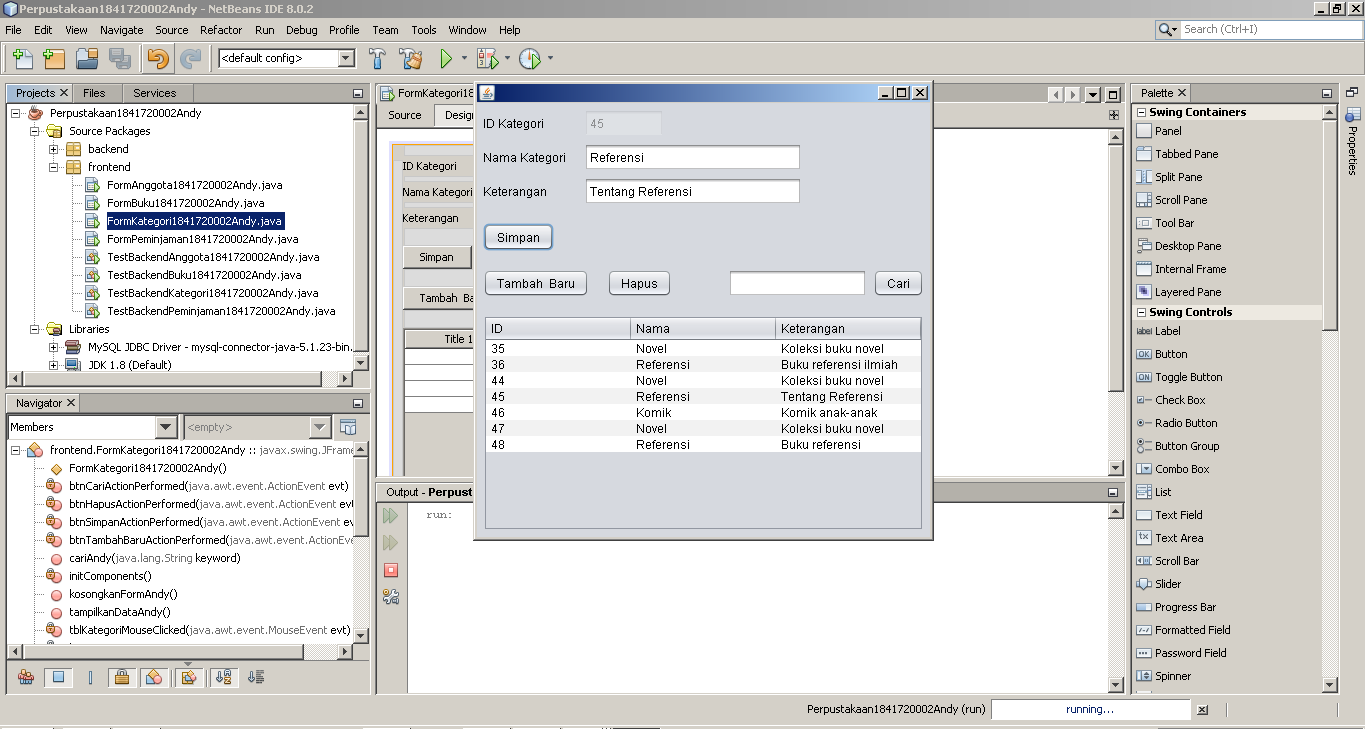 Perpustakaan1841720002Andy - NetBeans IDE 8.0.2
File Edit View Navigate Source Refactor Run Debug Profile Team Tools Window Help
Search (Ctrl+I)
<default config>
Projects Files Services
Perpustakaan1841720002Andy
Source Packages
backend
frontend
FormAnggota1841720002Andy.java
FormBuku1841720002Andy.java
FormKategori1841720002Andy.java
FormPeminjaman1841720002Andy.java
TestBackendAnggota1841720002Andy.java
TestBackendBuku1841720002Andy.java
TestBackendKategori1841720002Andy.java
TestBackendPeminjaman1841720002Andy.java
Libraries
MySQL JDBC Driver - mysql-connector-java-5.1.23-bin.
JDK 1.8 (Default)
Navigator
Members
<empty>
frontend.FormKategori1841720002Andy :: javax.swing.JFrame
FormKategori1841720002Andy()
btnCariActionPerformed(java.awt.event.ActionEvent evt)
btnHapusActionPerformed(java.awt.event.ActionEvent evt
btnSimpanActionPerformed(java.awt.event.ActionEvent ev
btnTambahBaruActionPerformed(java.awt.event.ActionEve
cariAndy(java.lang.String keyword)
initComponents()
kosongkanFormAndy()
tampilkanDataAndy()
tblKategoriMouseClicked(java.awt.event.MouseEvent evt)
FormKategori18
Source Design
ID Kategori
Nama Kategori
Keterangan
Simpan
Tambah Ba
Title 1
ID Kategori 45
Nama Kategori Referensi
Keterangan Tentang Referensi
Simpan
Tambah Baru Hapus Cari
ID Nama Keterangan
35 Novel Koleksi buku novel
36 Referensi Buku referensi ilmiah
44 Novel Koleksi buku novel
45 Referensi Tentang Referensi
46 Komik Komik anak-anak
47 Novel Koleksi buku novel
48 Referensi Buku referensi
Output - Perpust
run:
Palette
Swing Containers
Panel
Tabbed Pane
Split Pane
Scroll Pane
Tool Bar
Desktop Pane
Internal Frame
Layered Pane
Swing Controls
label Label
OK Button
ON Toggle Button
Check Box
Radio Button
Button Group
Combo Box
List
Text Field
Text Area
Scroll Bar
Slider
Progress Bar
Formatted Field
Password Field
Spinner
Properties
Perpustakaan1841720002Andy (run) running...